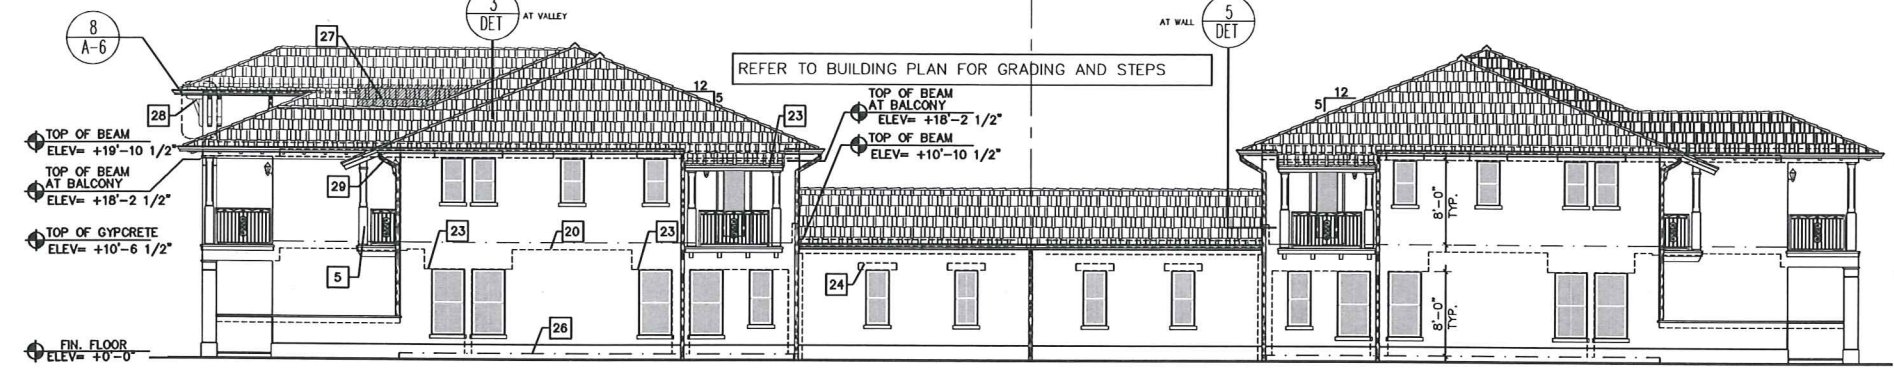 3
DET
AT VALLEY
AT WALL
5
DET
8
A-6
27
REFER TO BUILDING PLAN FOR GRADING AND STEPS
12
5
12
5
28
TOP OF BEAM
AT BALCONY
ELEV= +18'-2 1/2"
23
TOP OF BEAM
ELEV= +19'-10 1/2"
TOP OF BEAM
ELEV= +10'-10 1/2"
TOP OF BEAM
AT BALCONY
ELEV= +18'-2 1/2"
29
8'-0"
TYP.
TOP OF GYPCRETE
ELEV= +10'-6 1/2"
23
20
23
5
24
8'-0"
TYP.
26
FIN. FLOOR
ELEV= +0'-0"